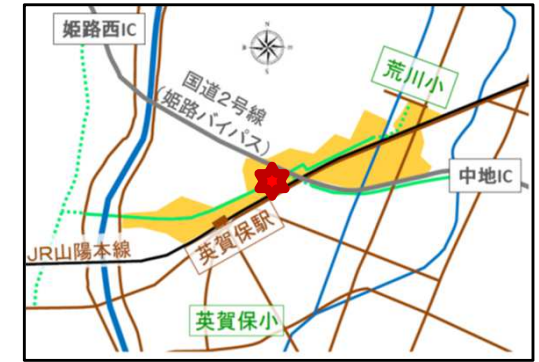 姫路西IC
N
S
国道2号線
(姫路バイパス)
荒川小
中地IC
JR山陽本線
英賀保駅
英賀保小